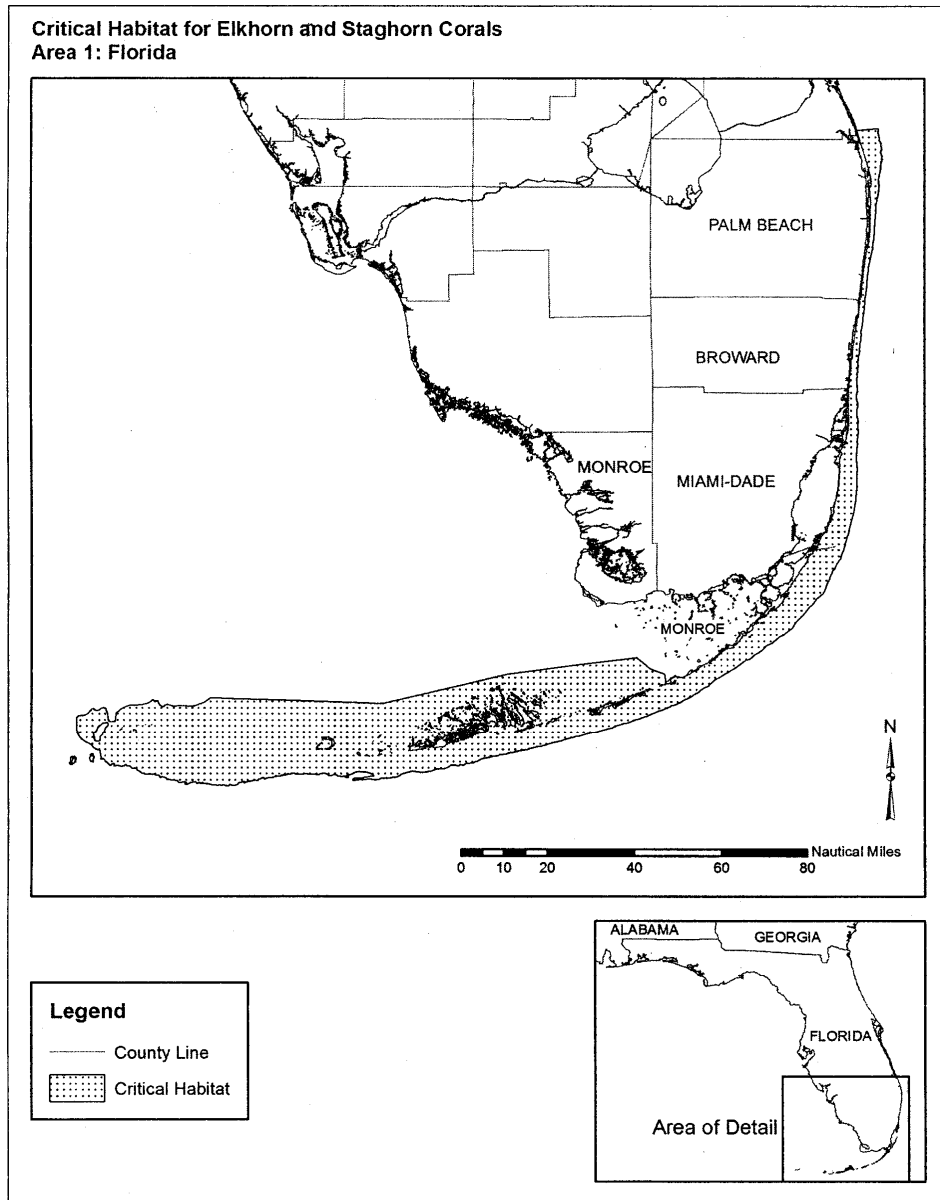 Critical Habitat for Elkhorn and Staghorn Corals
Area 1: Florida
PALM BEACH
BROWARD
MONROE
MIAMI-DADE
MONROE
N
Nautical Miles
0 10 20 40 60 80
ALABAMA
GEORGIA
FLORIDA
Area of Detail
Legend
County Line
Critical Habitat